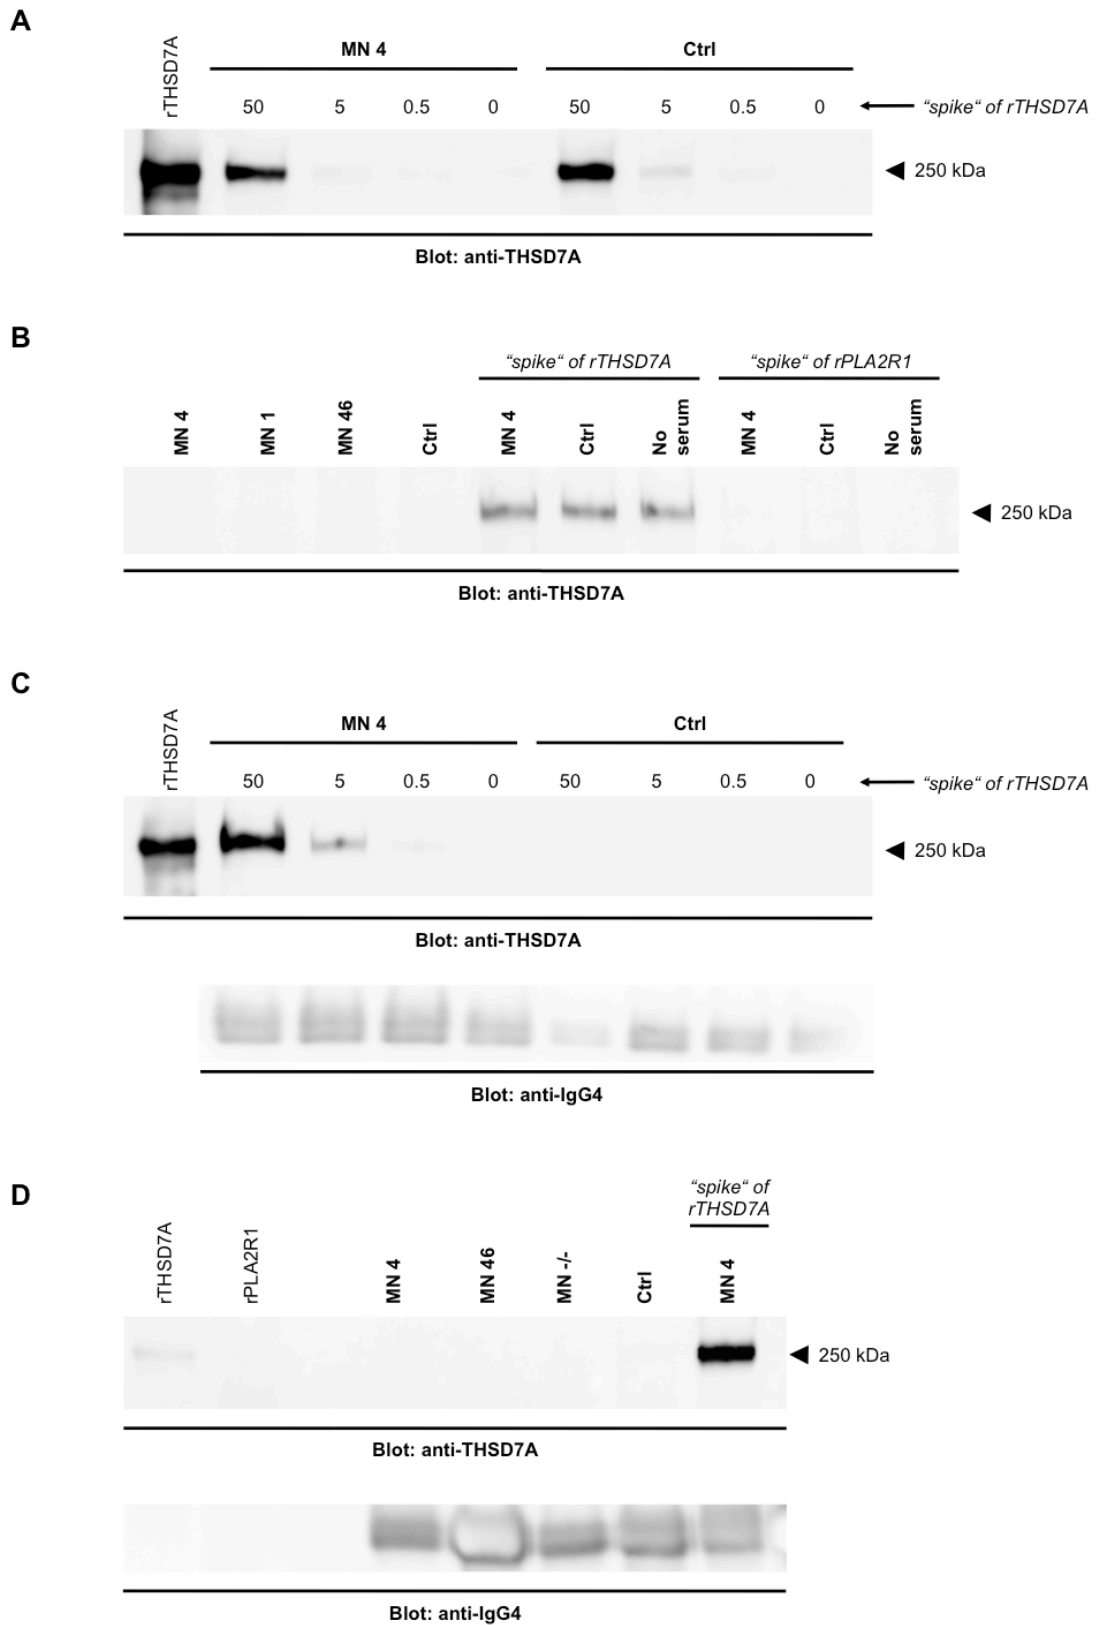 A
rTHSD7A
MN 4
Ctrl
50 5 0.5 0 50 5 0.5 0 “spike“ of rTHSD7A
250 kDa
Blot: anti-THSD7A
B
“spike“ of rTHSD7A
“spike“ of rPLA2R1
MN 4
MN 1
MN 46
Ctrl
MN 4
Ctrl
No
serum
MN 4
Ctrl
No
serum
250 kDa
Blot: anti-THSD7A
C
rTHSD7A
MN 4
Ctrl
50 5 0.5 0 50 5 0.5 0 “spike“ of rTHSD7A
250 kDa
Blot: anti-THSD7A
Blot: anti-IgG4
D
“spike“ of
rTHSD7A
rTHSD7A
rPLA2R1
MN 4
MN 46
MN -/-
Ctrl
MN 4
250 kDa
Blot: anti-THSD7A
Blot: anti-IgG4